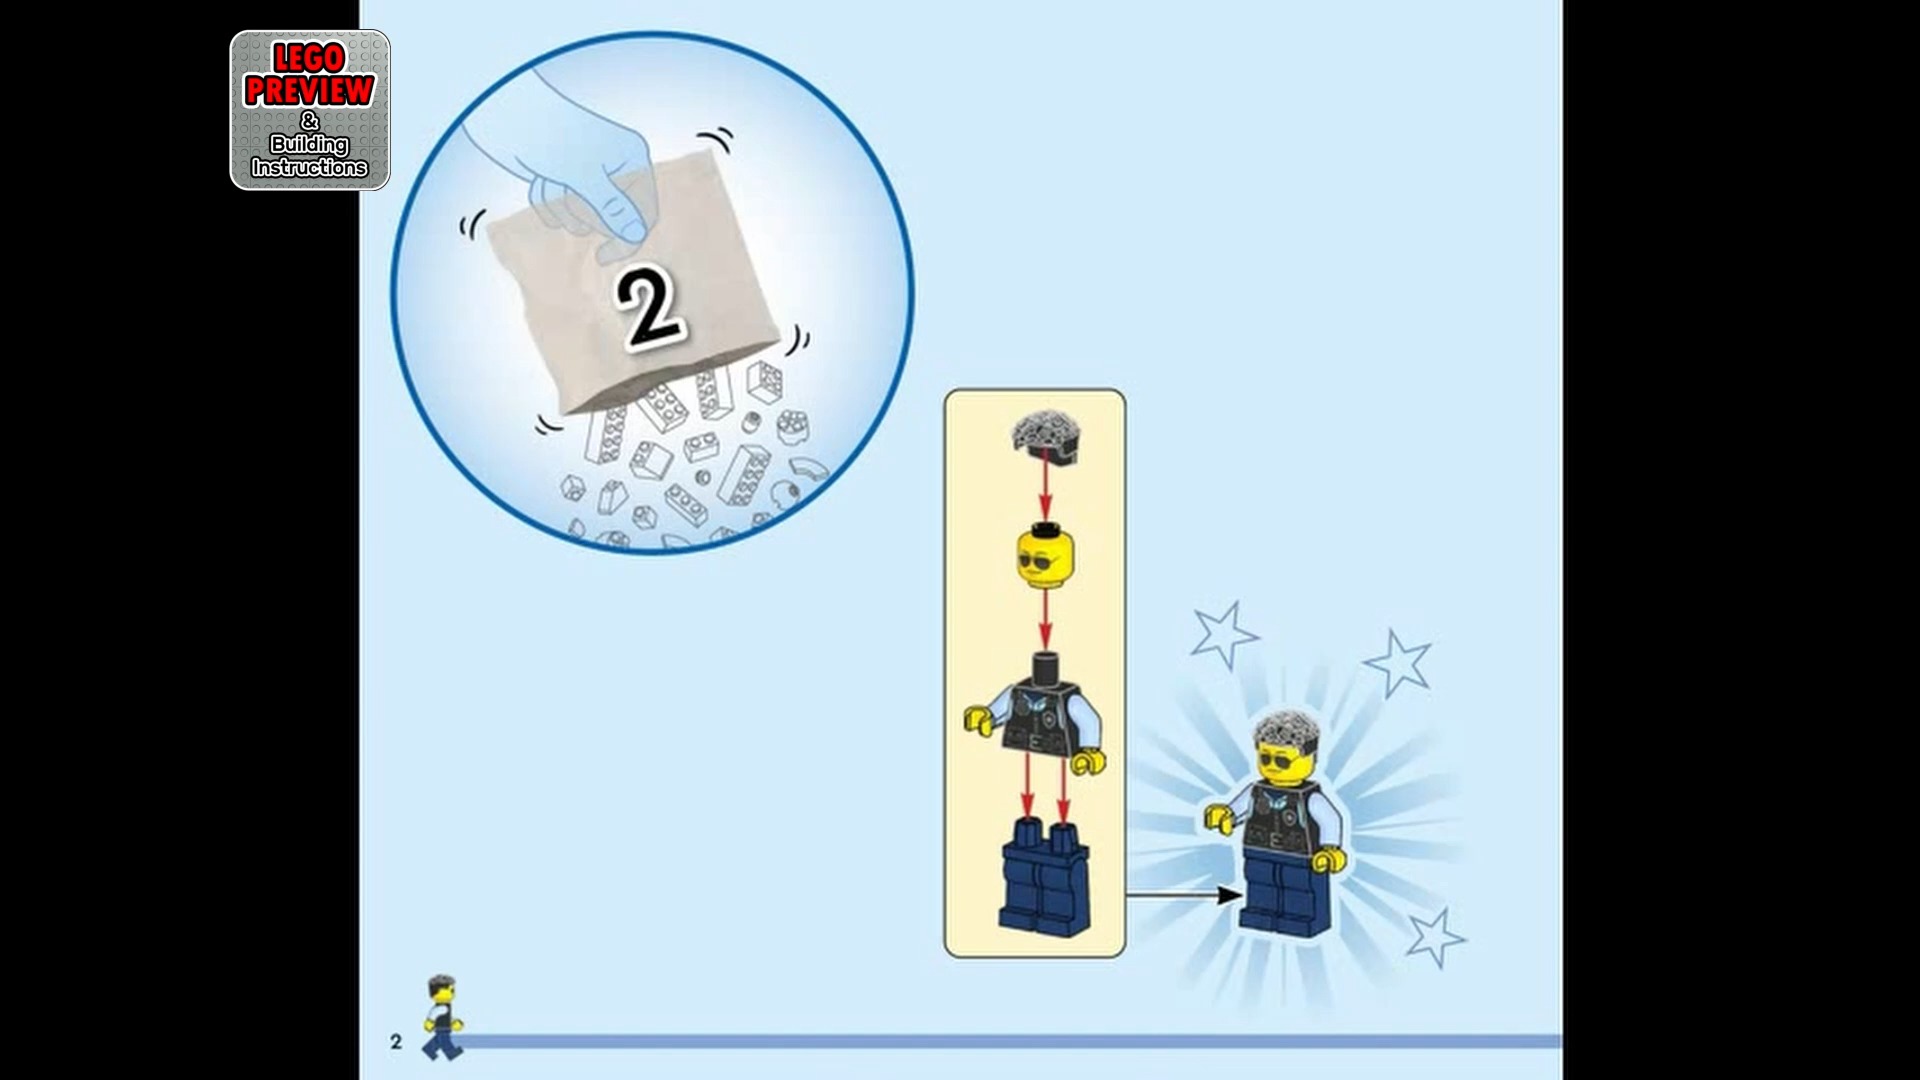 LEGO
PREVIEW
&
Building
Instructions
2
2